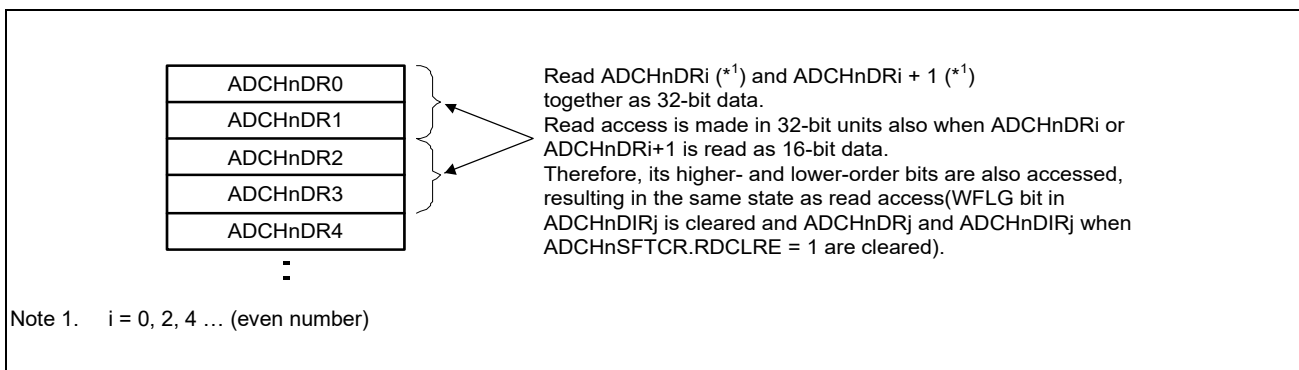 ADCHnDR0
ADCHnDR1
ADCHnDR2
ADCHnDR3
ADCHnDR4
Read ADCHnDRi (*1) and ADCHnDRi + 1 (*1)
together as 32-bit data.
Read access is made in 32-bit units also when ADCHnDRi or
ADCHnDRi+1 is read as 16-bit data.
Therefore, its higher- and lower-order bits are also accessed,
resulting in the same state as read access(WFLG bit in
ADCHnDIRj is cleared and ADCHnDRj and ADCHnDIRj when
ADCHnSFTCR.RDCLRE = 1 are cleared).
Note 1. i = 0, 2, 4 … (even number)